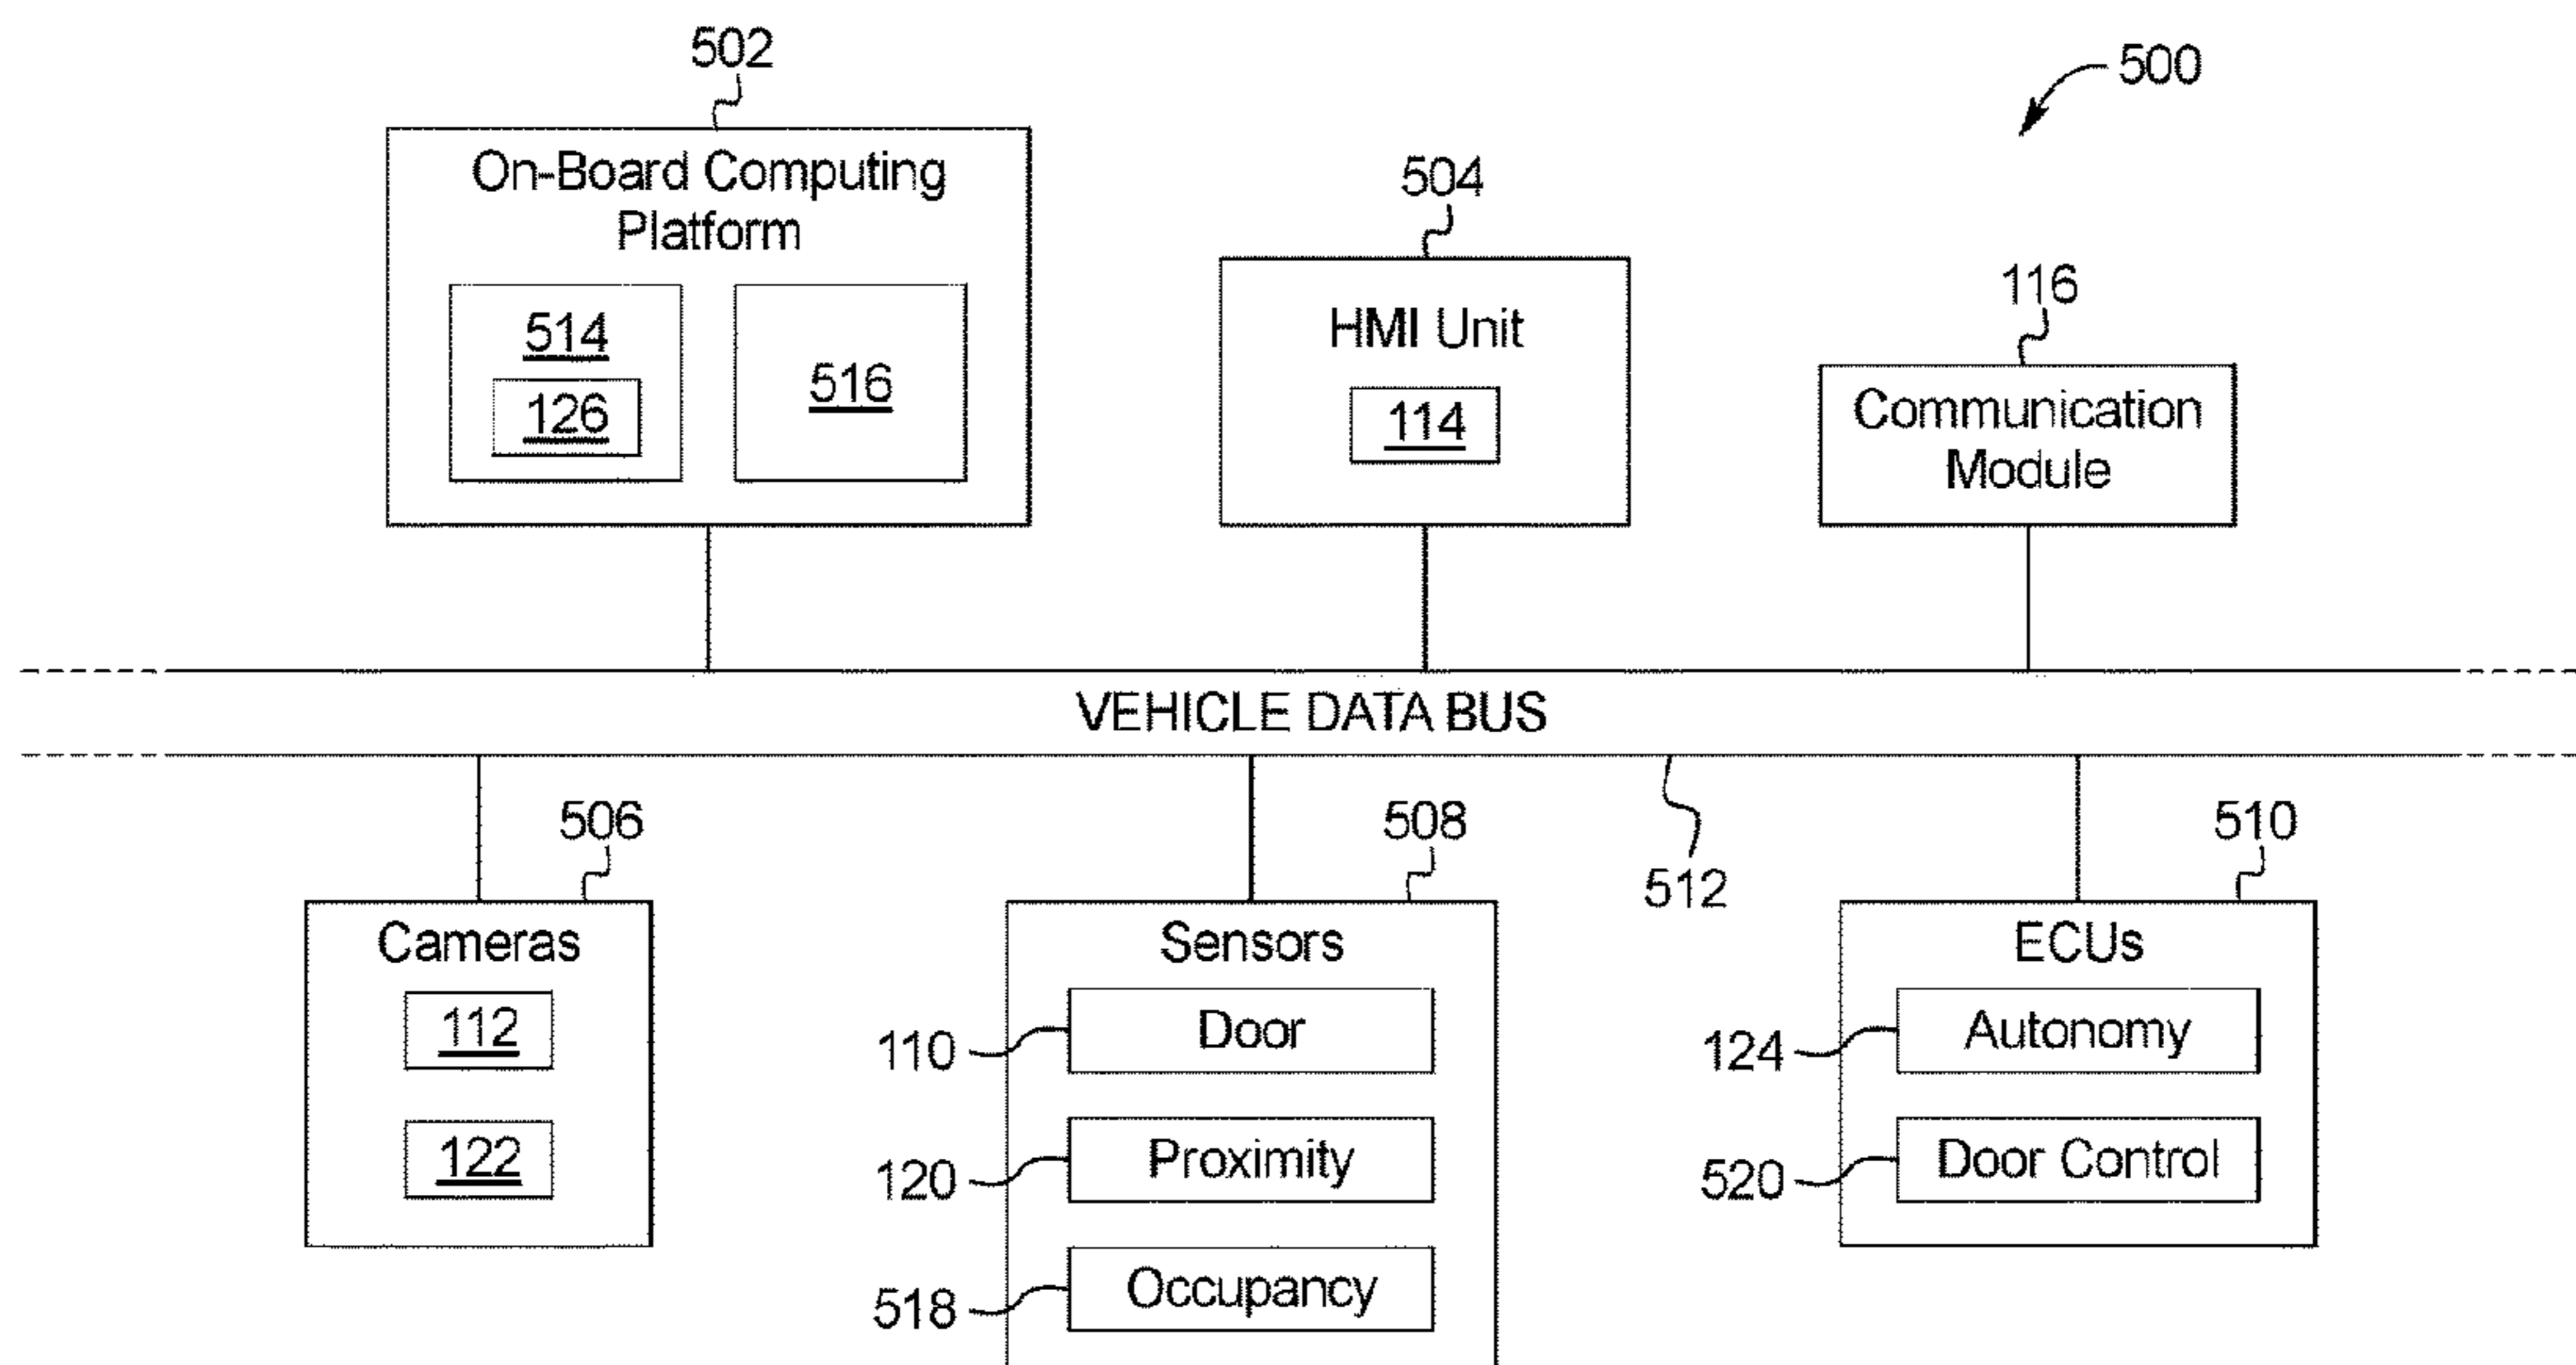 502
500
On-Board Computing
Platform
514
126
516
504
HMI Unit
114
116
Communication
Module
VEHICLE DATA BUS
512
506
Cameras
112
122
508
Sensors
110
Door
120
Proximity
518
Occupancy
510
ECUs
124
Autonomy
520
Door Control